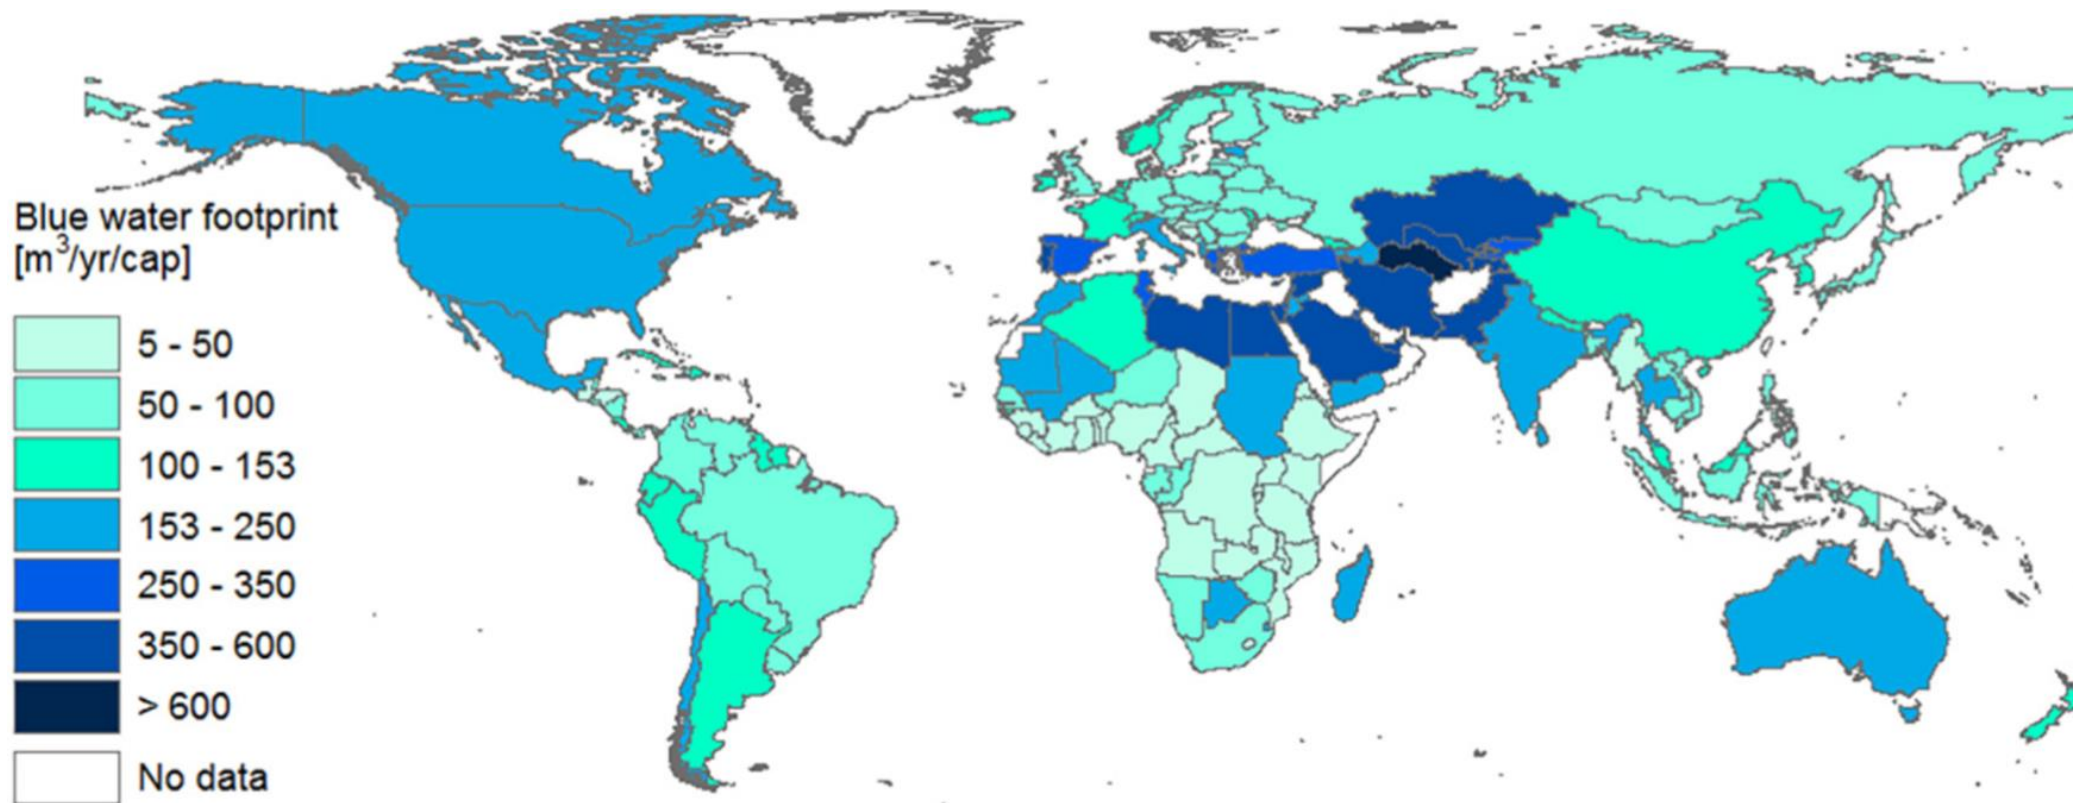 Blue water footprint
[m³/yr/cap]
5 - 50
50 - 100
100 - 153
153 - 250
250 - 350
350 - 600
> 600
No data